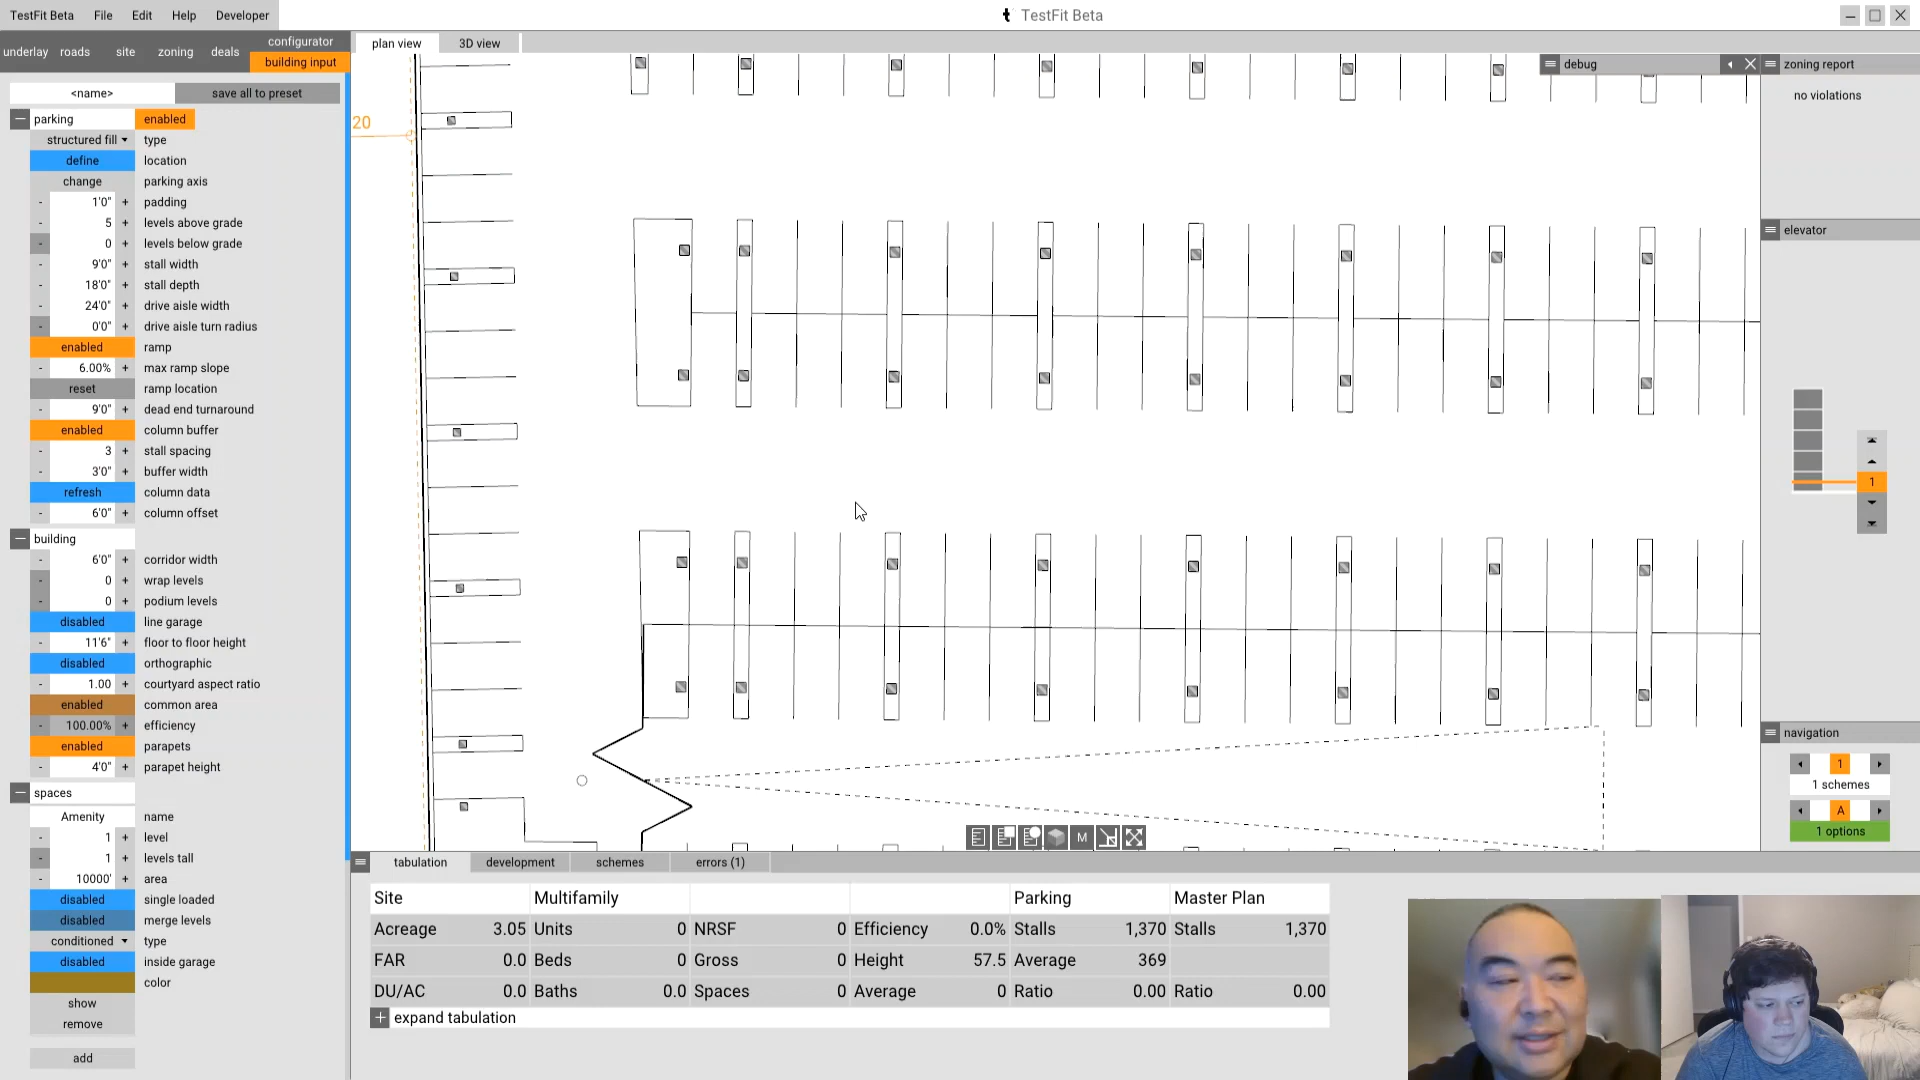 TestFit Beta File Edit Help Developer
TestFit Beta
underlay roads site zoning deals configurator
building input
plan view 3D view
<name> save all to preset
parking enabled
structured fill type
define location
change parking axis
- 1'0" + padding
- 5 + levels above grade
- 0 + levels below grade
- 9'0" + stall width
- 18'0" + stall depth
- 24'0" + drive aisle width
- 0'0" + drive aisle turn radius
enabled ramp
- 6.00% + max ramp slope
reset ramp location
- 9'0" + dead end turnaround
enabled column buffer
- 3 + stall spacing
- 3'0" + buffer width
refresh column data
- 6'0" + column offset
building
- 6'0" + corridor width
- 0 + wrap levels
- 0 + podium levels
disabled line garage
- 11'6" + floor to floor height
disabled orthographic
- 1.00 + courtyard aspect ratio
enabled common area
- 100.00% + efficiency
enabled parapets
- 4'0" + parapet height
spaces
Amenity name
- 1 + level
- 1 + levels tall
- 10000' + area
disabled single loaded
disabled merge levels
conditioned type
disabled inside garage
color
show
remove
add
20
debug
zoning report
no violations
elevator
1
navigation
1
1 schemes
A
1 options
M
tabulation development schemes errors (1)
Site Multifamily Parking Master Plan
Acreage 3.05 Units 0 NRSF 0 Efficiency 0.0% Stalls 1,370 Stalls 1,370
FAR 0.0 Beds 0 Gross 0 Height 57.5 Average 369
DU/AC 0.0 Baths 0.0 Spaces 0 Average 0 Ratio 0.00 Ratio 0.00
+ expand tabulation